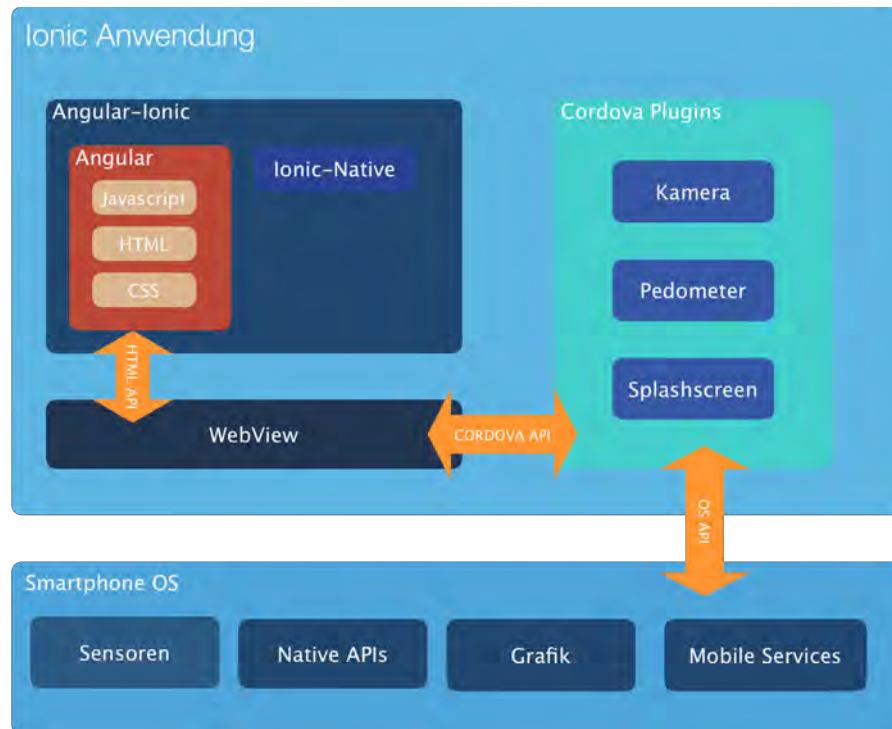 Ionic Anwendung
Angular-Ionic
Angular
Javascript
HTML
CSS
Ionic-Native
HTML API
WebView
CORDOVA API
Cordova Plugins
Kamera
Pedometer
Splashscreen
OS API
Smartphone OS
Sensoren
Native APIs
Grafik
Mobile Services